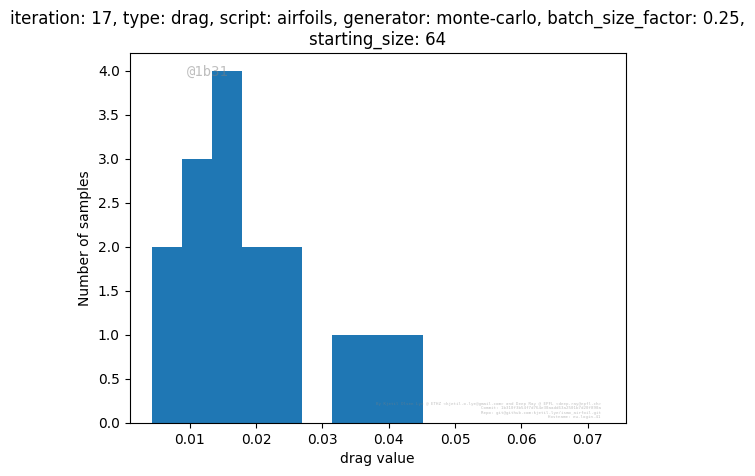 iteration: 17, type: drag, script: airfoils, generator: monte-carlo, batch_size_factor: 0.25,
starting_size: 64
@1b31
4.0
3.5
3.0
2.5
2.0
1.5
1.0
0.5
0.0
Number of samples
0.01 0.02 0.03 0.04 0.05 0.06 0.07
drag value